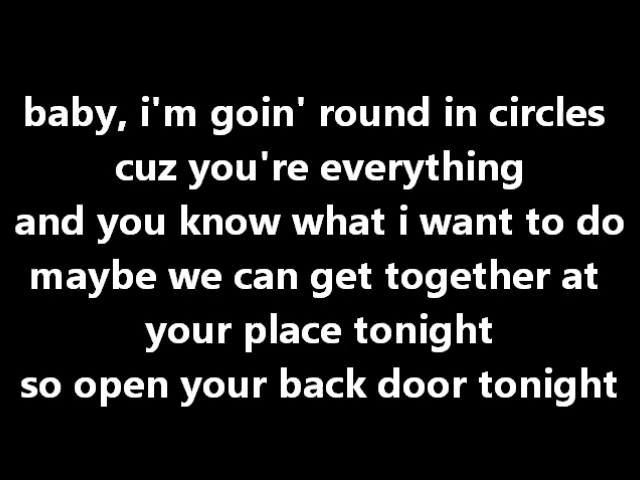 baby, i'm goin' round in circles
cuz you're everything
and you know what i want to do
maybe we can get together at
your place tonight
so open your back door tonight